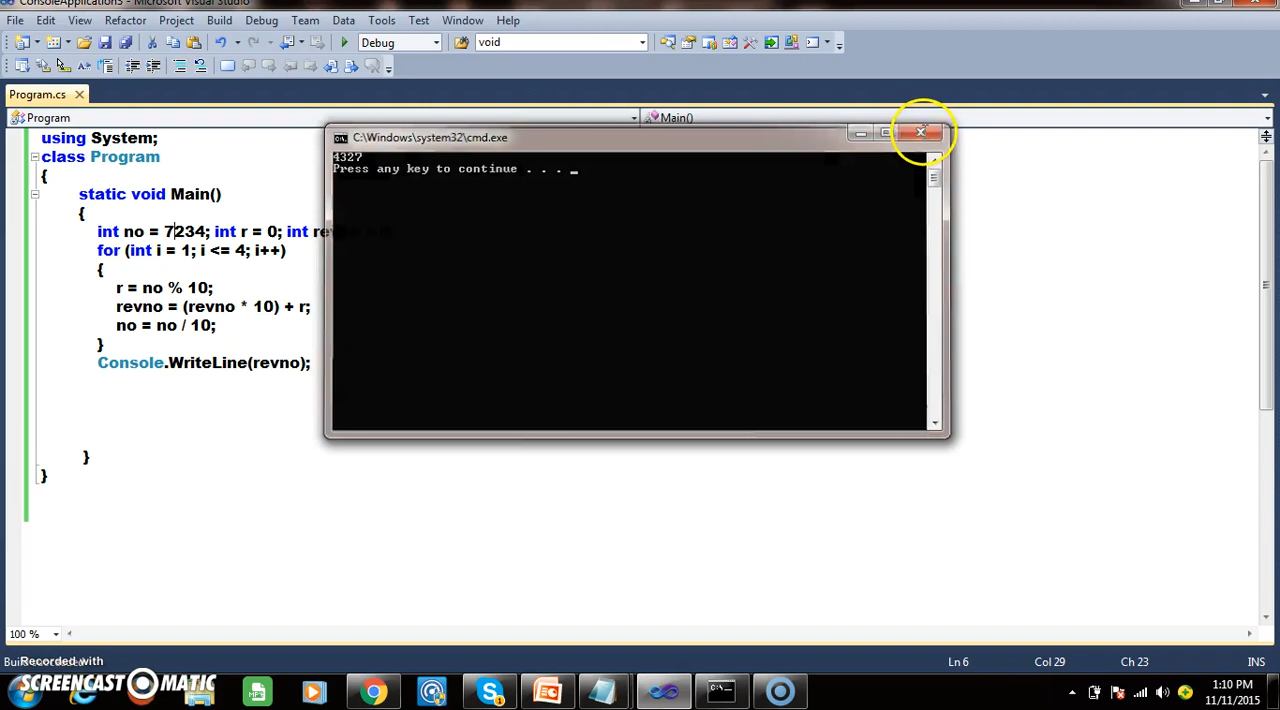 ConsoleApplication3 - Microsoft Visual Studio
File Edit View Refactor Project Build Debug Team Data Tools Test Window Help
Debug void
Program.cs
Program Main()
using System;
class Program
{
static void Main()
{
int no = 7234; int r = 0; int
for (int i = 1; i <= 4; i++)
{
r = no % 10;
revno = (revno * 10) + r;
no = no / 10;
}
Console.WriteLine(revno);
}
}
C:\Windows\system32\cmd.exe
4327
Press any key to continue . . . _
100 %
Ln 6 Col 29 Ch 23 INS
Recorded with
SCREENCAST MATIC
1:10 PM
11/11/2015